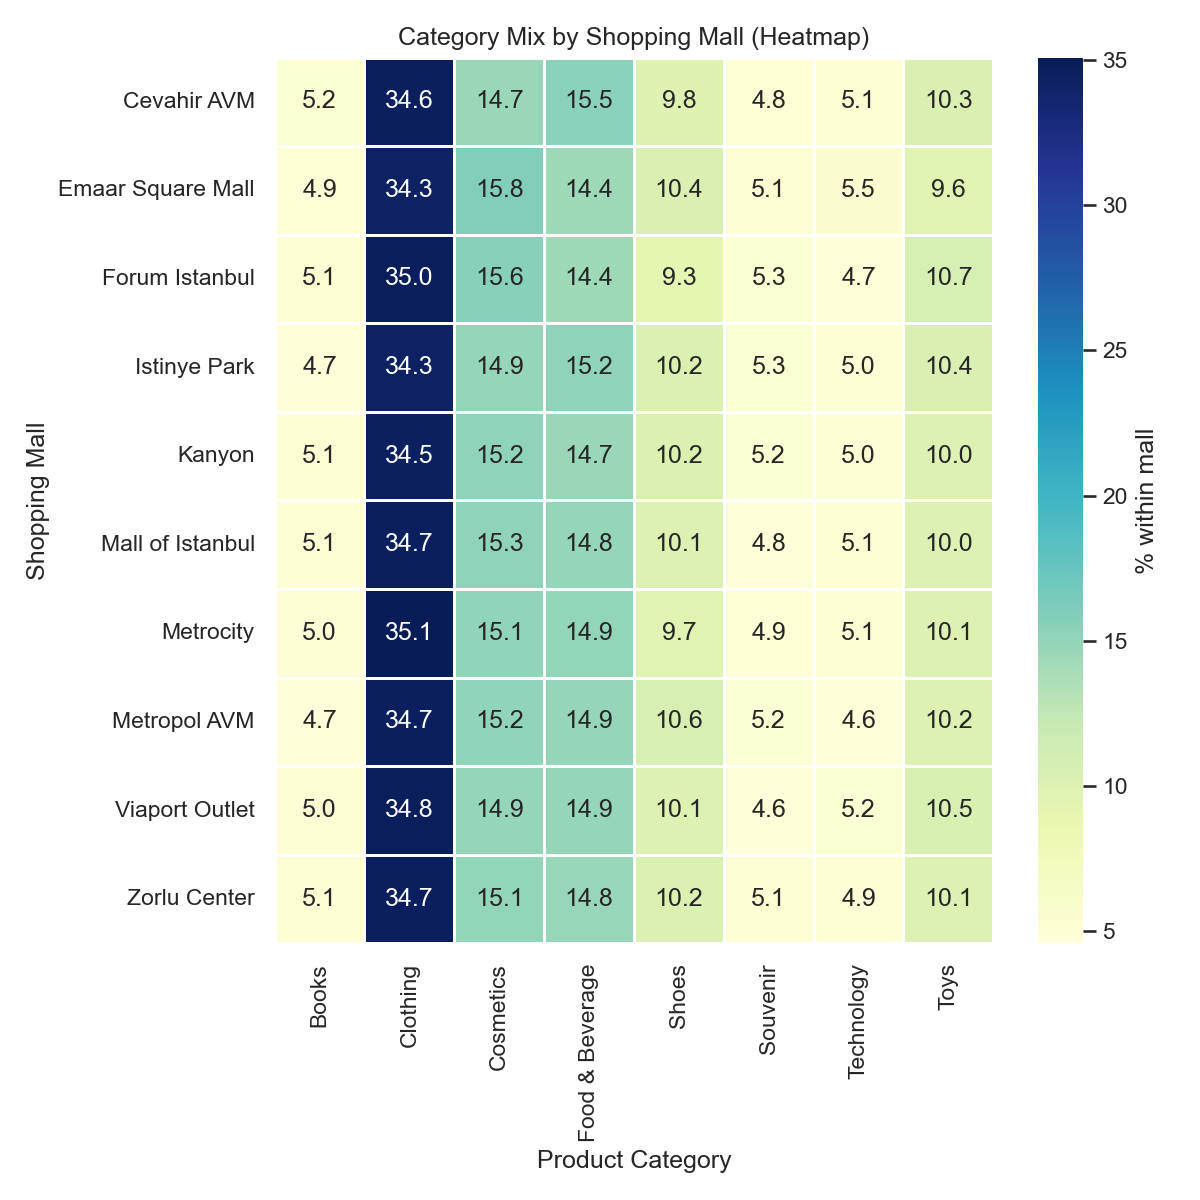 Category Mix by Shopping Mall (Heatmap)
Shopping Mall
Cevahir AVM 5.2 34.6 14.7 15.5 9.8 4.8 5.1 10.3
Emaar Square Mall 4.9 34.3 15.8 14.4 10.4 5.1 5.5 9.6
Forum Istanbul 5.1 35.0 15.6 14.4 9.3 5.3 4.7 10.7
Istinye Park 4.7 34.3 14.9 15.2 10.2 5.3 5.0 10.4
Kanyon 5.1 34.5 15.2 14.7 10.2 5.2 5.0 10.0
Mall of Istanbul 5.1 34.7 15.3 14.8 10.1 4.8 5.1 10.0
Metrocity 5.0 35.1 15.1 14.9 9.7 4.9 5.1 10.1
Metropol AVM 4.7 34.7 15.2 14.9 10.6 5.2 4.6 10.2
Viaport Outlet 5.0 34.8 14.9 14.9 10.1 4.6 5.2 10.5
Zorlu Center 5.1 34.7 15.1 14.8 10.2 5.1 4.9 10.1
Books
Clothing
Cosmetics
Food & Beverage
Shoes
Souvenir
Technology
Toys
Product Category
35
30
25
20
15
10
5
% within mall